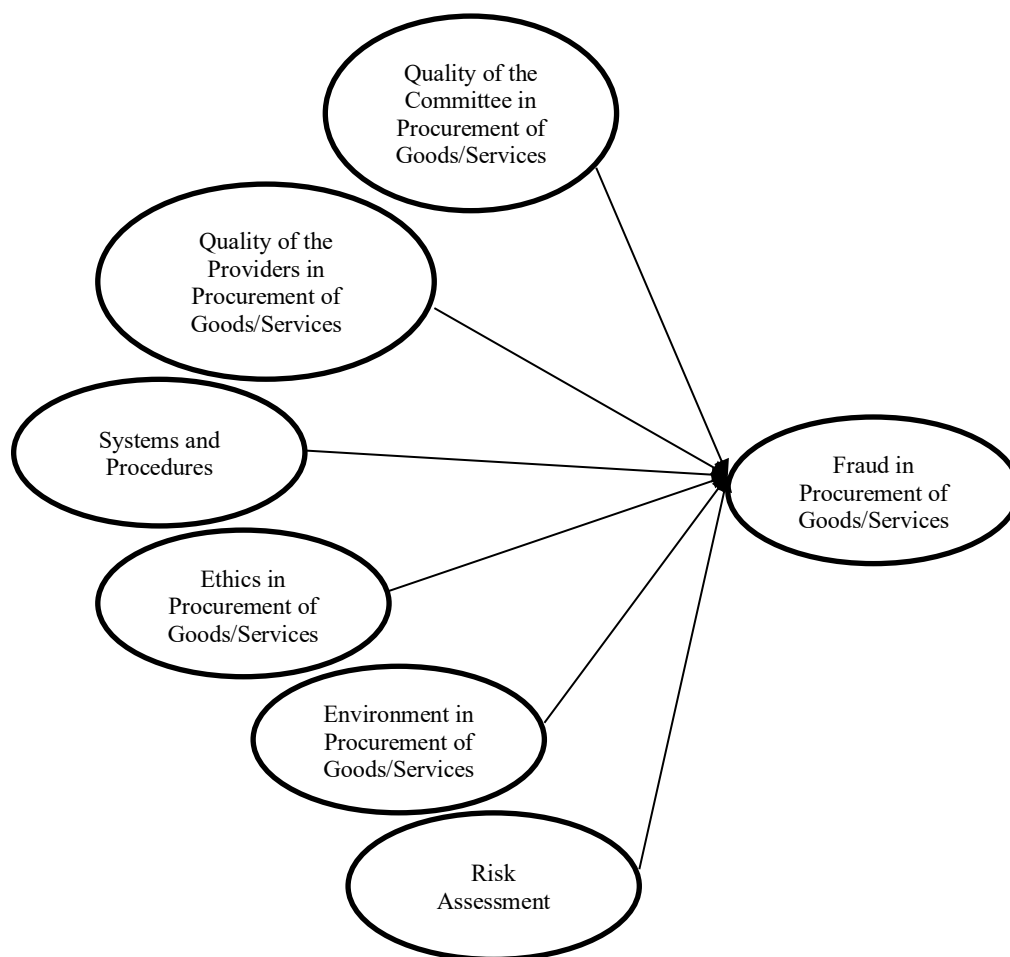 Quality of the
Committee in
Procurement of
Goods/Services
Quality of the
Providers in
Procurement of
Goods/Services
Systems and
Procedures
Fraud in
Procurement of
Goods/Services
Ethics in
Procurement of
Goods/Services
Environment in
Procurement of
Goods/Services
Risk
Assessment